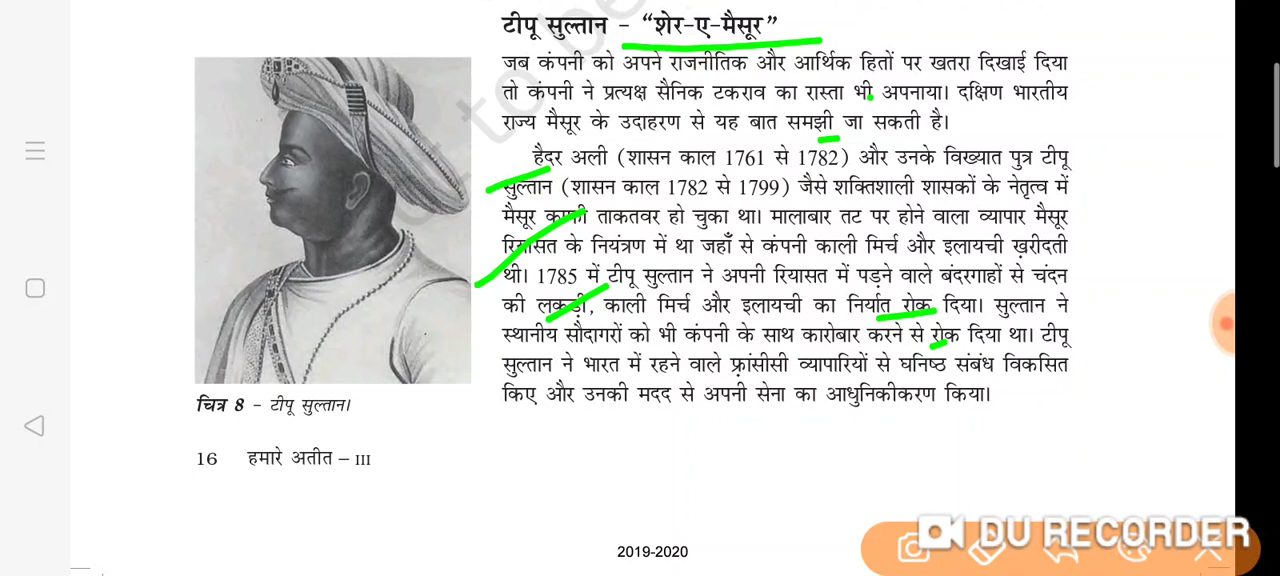 टीपू सुल्तान – “शेर-ए-मैसूर”
जब कंपनी को अपने राजनीतिक और आर्थिक हितों पर खतरा दिखाई दिया
तो कंपनी ने प्रत्यक्ष सैनिक टकराव का रास्ता भी अपनाया। दक्षिण भारतीय
राज्य मैसूर के उदाहरण से यह बात समझी जा सकती है।
हैदर अली (शासन काल 1761 से 1782) और उनके विख्यात पुत्र टीपू
सुल्तान (शासन काल 1782 से 1799) जैसे शक्तिशाली शासकों के नेतृत्व में
मैसूर काफी ताकतवर हो चुका था। मालाबार तट पर होने वाला व्यापार मैसूर
रियासत के नियंत्रण में था जहाँ से कंपनी काली मिर्च और इलायची ख़रीदती
थी। 1785 में टीपू सुल्तान ने अपनी रियासत में पड़ने वाले बंदरगाहों से चंदन
की लकड़ी, काली मिर्च और इलायची का निर्यात रोक दिया। सुल्तान ने
स्थानीय सौदागरों को भी कंपनी के साथ कारोबार करने से रोक दिया था। टीपू
सुल्तान ने भारत में रहने वाले फ़्रांसीसी व्यापारियों से घनिष्ठ संबंध विकसित
किए और उनकी मदद से अपनी सेना का आधुनिकीकरण किया।
चित्र 8 – टीपू सुल्तान।
16 हमारे अतीत – III
DU RECORDER
2019-2020